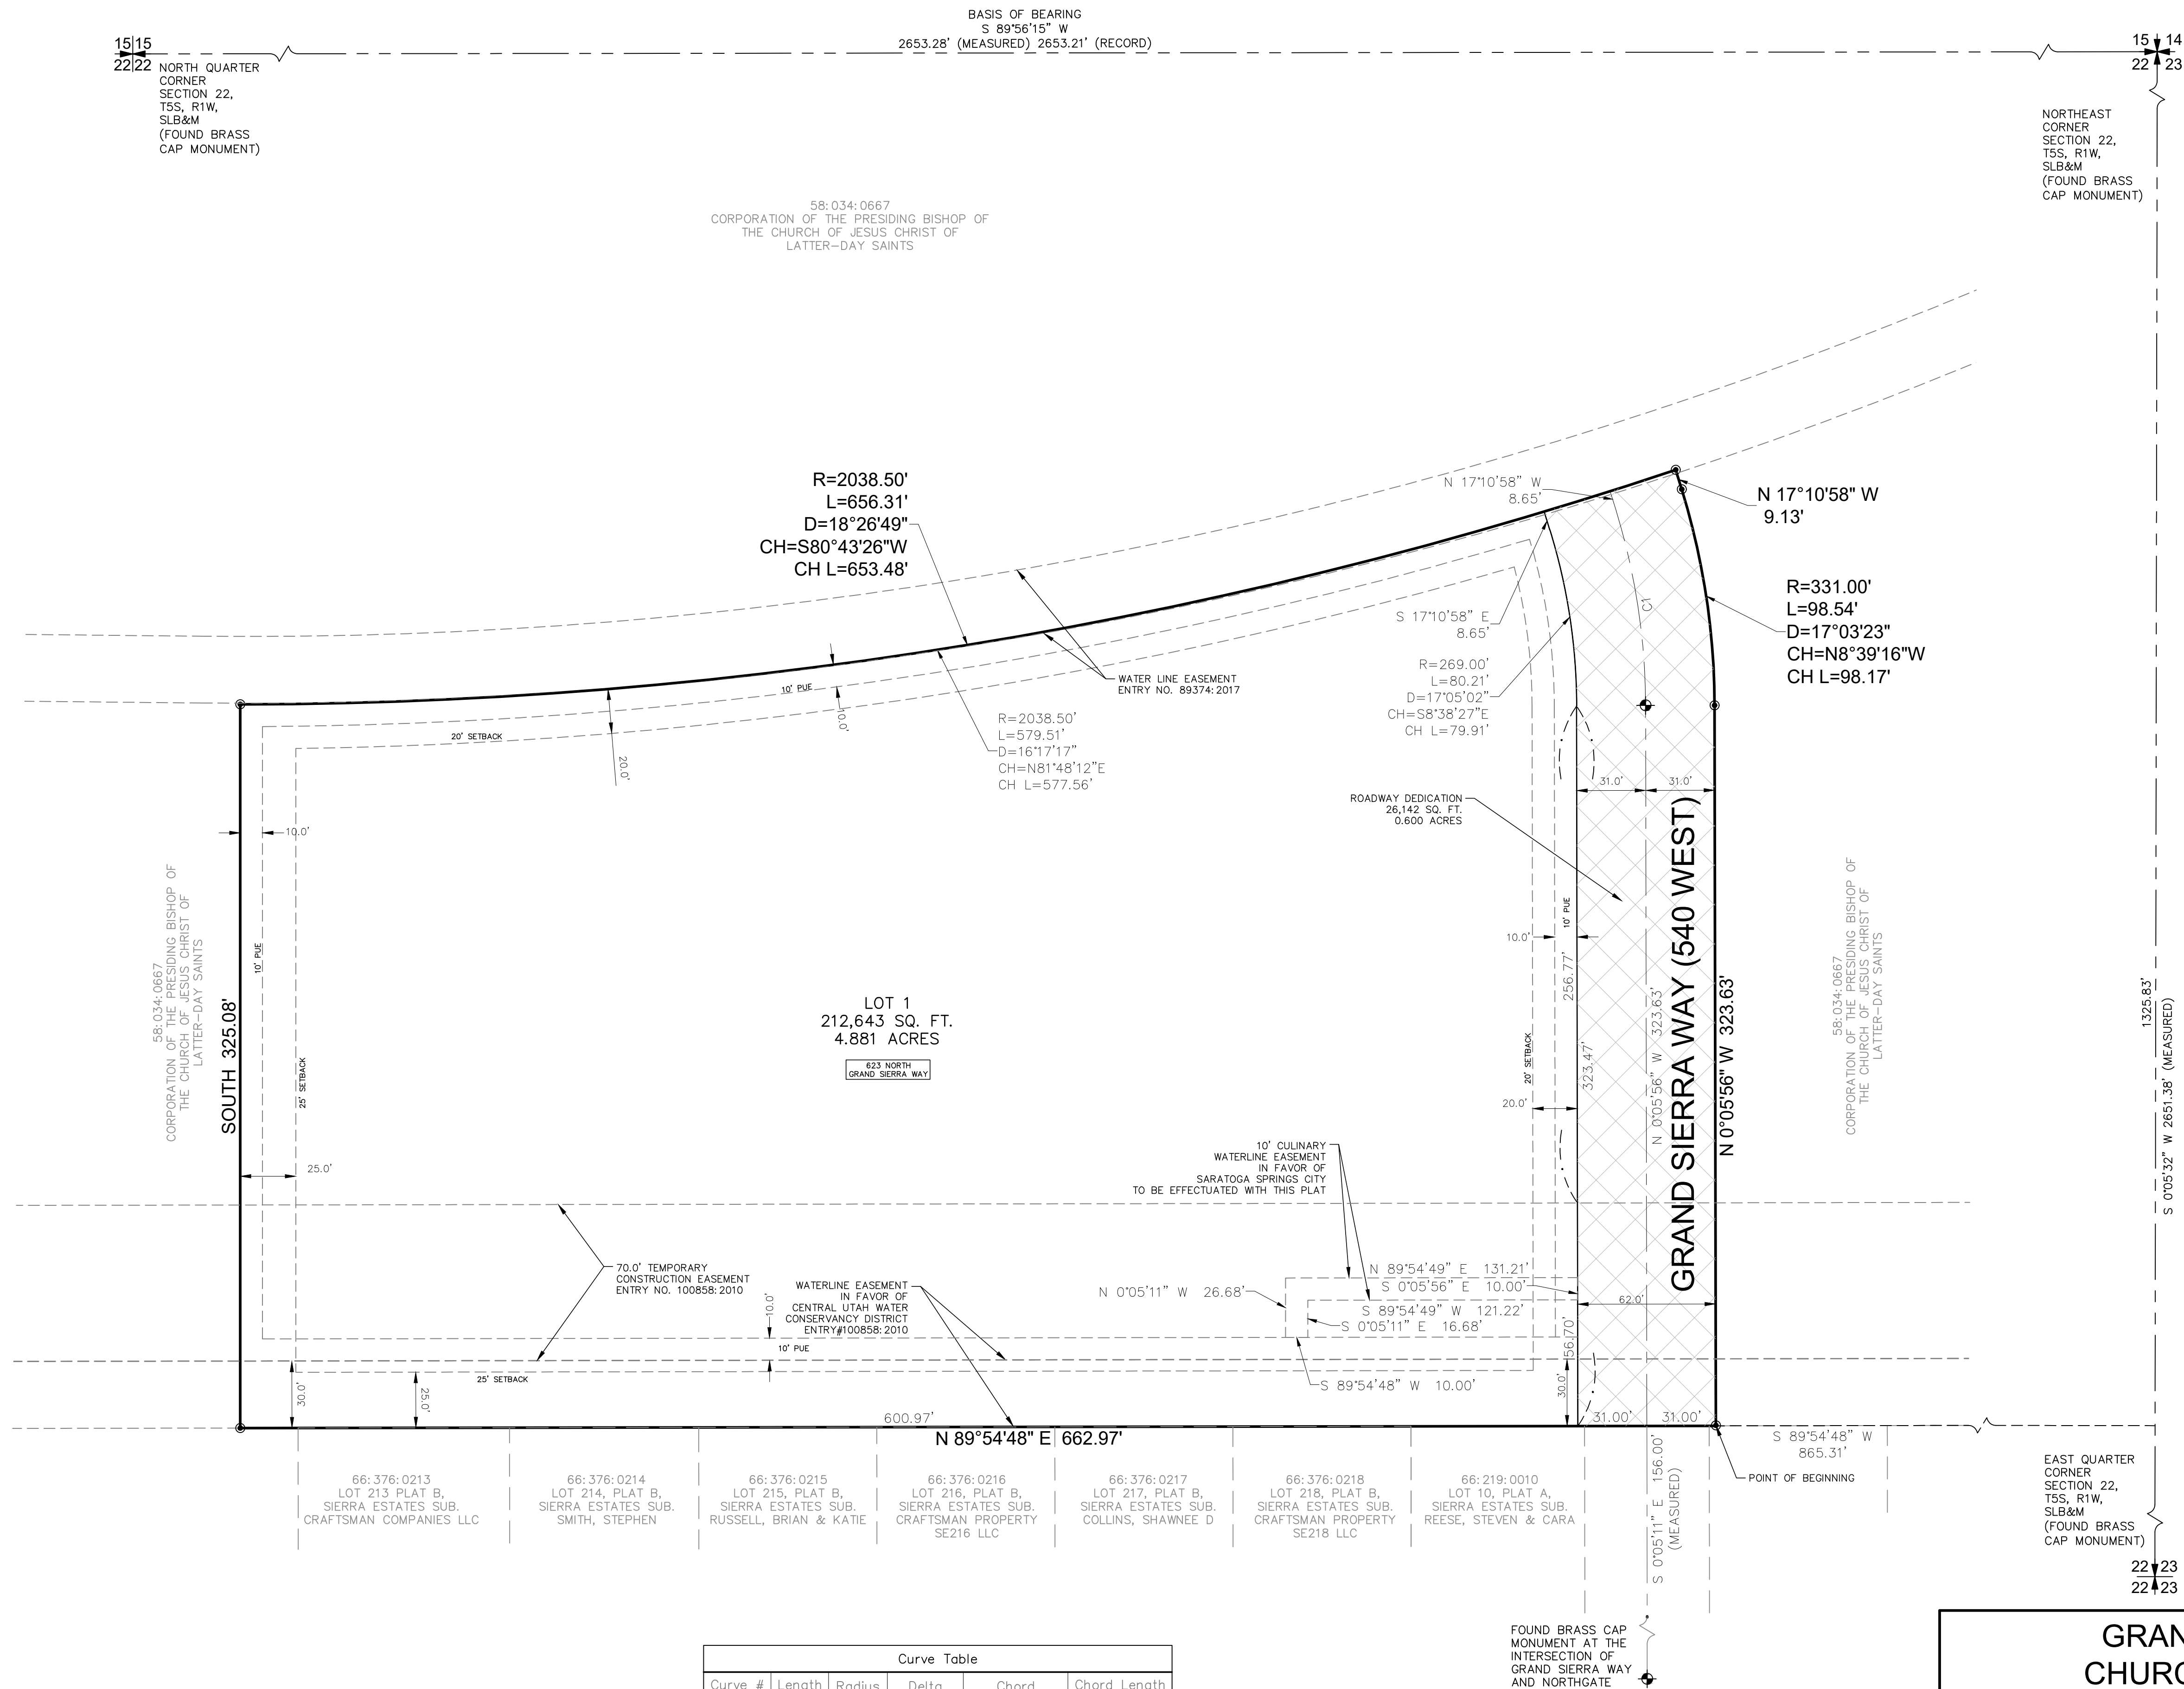 BASIS OF BEARING
S 89°56'15" W
2653.28' (MEASURED) 2653.21' (RECORD)
15 15
22 22
NORTH QUARTER
CORNER
SECTION 22,
T5S, R1W,
SLB&M
(FOUND BRASS
CAP MONUMENT)
15 14
22 23
NORTHEAST
CORNER
SECTION 22,
T5S, R1W,
SLB&M
(FOUND BRASS
CAP MONUMENT)
58:034:0667
CORPORATION OF THE PRESIDING BISHOP OF
THE CHURCH OF JESUS CHRIST OF
LATTER-DAY SAINTS
R=2038.50'
L=656.31'
D=18°26'49"
CH=S80°43'26"W
CH L=653.48'
N 17°10'58" W
8.65'
N 17°10'58" W
9.13'
R=331.00'
L=98.54'
D=17°03'23"
CH=N8°39'16"W
CH L=98.17'
C1
S 17°10'58" E
8.65'
R=269.00'
L=80.21'
D=17°05'02"
CH=S8°38'27"E
CH L=79.91'
WATER LINE EASEMENT
ENTRY NO. 89374:2017
10' PUE
10.0'
R=2038.50'
L=579.51'
D=16°17'17"
CH=N81°48'12"E
CH L=577.56'
20' SETBACK
20.0'
31.0'
31.0'
ROADWAY DEDICATION
26,142 SQ. FT.
0.600 ACRES
10.0'
58:034:0667
CORPORATION OF THE PRESIDING BISHOP OF
THE CHURCH OF JESUS CHRIST OF
LATTER-DAY SAINTS
SOUTH 325.08'
10' PUE
25' SETBACK
25.0'
LOT 1
212,643 SQ. FT.
4.881 ACRES
623 NORTH
GRAND SIERRA WAY
10.0'
10' PUE
256.77'
20' SETBACK
20.0'
323.47'
N 0°05'56" W 323.63'
GRAND SIERRA WAY (540 WEST)
N 0°05'56" W 323.63'
58:034:0667
CORPORATION OF THE PRESIDING BISHOP OF
THE CHURCH OF JESUS CHRIST OF
LATTER-DAY SAINTS
1325.83'
S 0°05'32" W 2651.38' (MEASURED)
10' CULINARY
WATERLINE EASEMENT
IN FAVOR OF
SARATOGA SPRINGS CITY
TO BE EFFECTUATED WITH THIS PLAT
70.0' TEMPORARY
CONSTRUCTION EASEMENT
ENTRY NO. 100858:2010
WATERLINE EASEMENT
IN FAVOR OF
CENTRAL UTAH WATER
CONSERVANCY DISTRICT
ENTRY#100858:2010
10.0'
10' PUE
N 0°05'11" W 26.68'
N 89°54'49" E 131.21'
S 0°05'56" E 10.00'
S 89°54'49" W 121.22'
S 0°05'11" E 16.68'
S 89°54'48" W 10.00'
62.0'
56.70'
30.0'
30.0'
25.0'
25' SETBACK
600.97'
N 89°54'48" E 662.97'
31.00'
31.00'
S 89°54'48" W
865.31'
POINT OF BEGINNING
66:376:0213
LOT 213 PLAT B,
SIERRA ESTATES SUB.
CRAFTSMAN COMPANIES LLC
66:376:0214
LOT 214, PLAT B,
SIERRA ESTATES SUB.
SMITH, STEPHEN
66:376:0215
LOT 215, PLAT B,
SIERRA ESTATES SUB.
RUSSELL, BRIAN & KATIE
66:376:0216
LOT 216, PLAT B,
SIERRA ESTATES SUB.
CRAFTSMAN PROPERTY
SE216 LLC
66:376:0217
LOT 217, PLAT B,
SIERRA ESTATES SUB.
COLLINS, SHAWNEE D
66:376:0218
LOT 218, PLAT B,
SIERRA ESTATES SUB.
CRAFTSMAN PROPERTY
SE218 LLC
66:219:0010
LOT 10, PLAT A,
SIERRA ESTATES SUB.
REESE, STEVEN & CARA
S 0°05'11" E 156.00'
(MEASURED)
EAST QUARTER
CORNER
SECTION 22,
T5S, R1W,
SLB&M
(FOUND BRASS
CAP MONUMENT)
22 23
22 23
FOUND BRASS CAP
MONUMENT AT THE
INTERSECTION OF
GRAND SIERRA WAY
AND NORTHGATE
Curve Table
Curve # Length Radius Delta Chord Chord Length
GRAN
CHURC